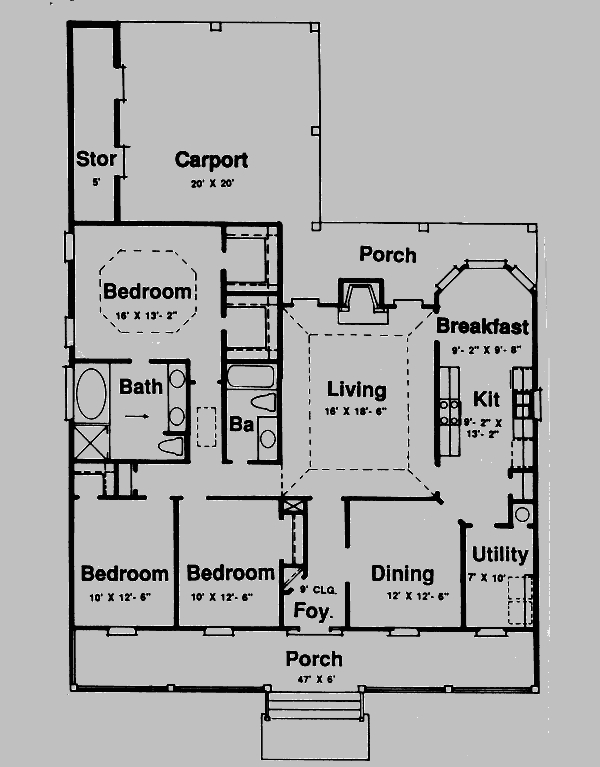 Stor
5'
Carport
20' X 20'
Porch
Bedroom
16' X 13'- 2"
Breakfast
9'- 2" X 9'- 8"
Bath
Living
16' X 18'- 6"
Kit
9'- 2" X
13'- 2"
Ba
Bedroom
10' X 12'- 6"
Bedroom
10' X 12'- 6"
9' CLG.
Foy.
Dining
12' X 12'- 6"
Utility
7' X 10'
Porch
47' X 6'